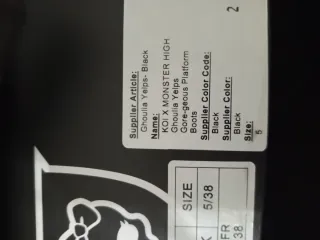 Supplier Article:
Ghoulia Yelps- Black
Name:
KOI X MONSTER HIGH
Ghoulia Yelps
Gore-geous Platform
Boots
Supplier Color Code:
Black
Supplier Color:
Black
Size:
5
2
SIZE
5/38
K
FR
38